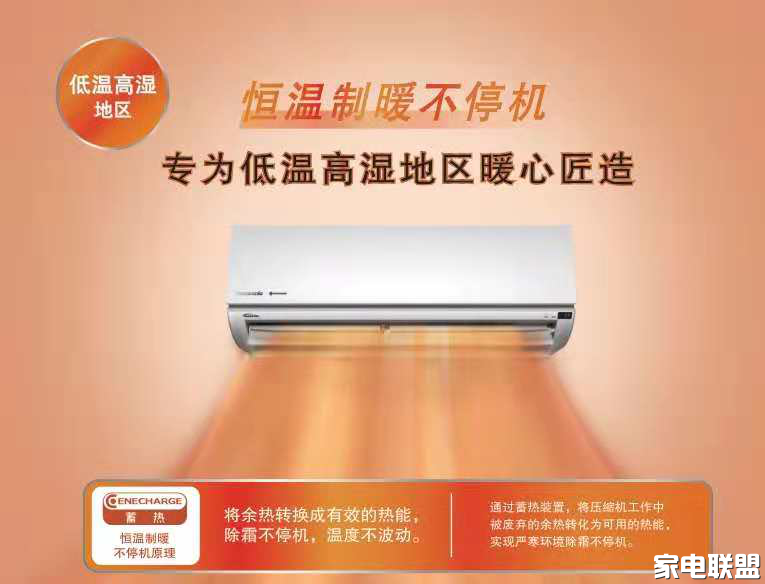 低温高湿
地区
恒温制暖不停机
专为低温高湿地区暖心匠造
ENECHARGE
蓄热
恒温制暖
不停机原理
将余热转换成有效的热能，
除霜不停机，温度不波动。
通过蓄热装置，将压缩机工作中
被废弃的余热转化为可用的热能，
实现严寒环境除霜不停机。
家电联盟